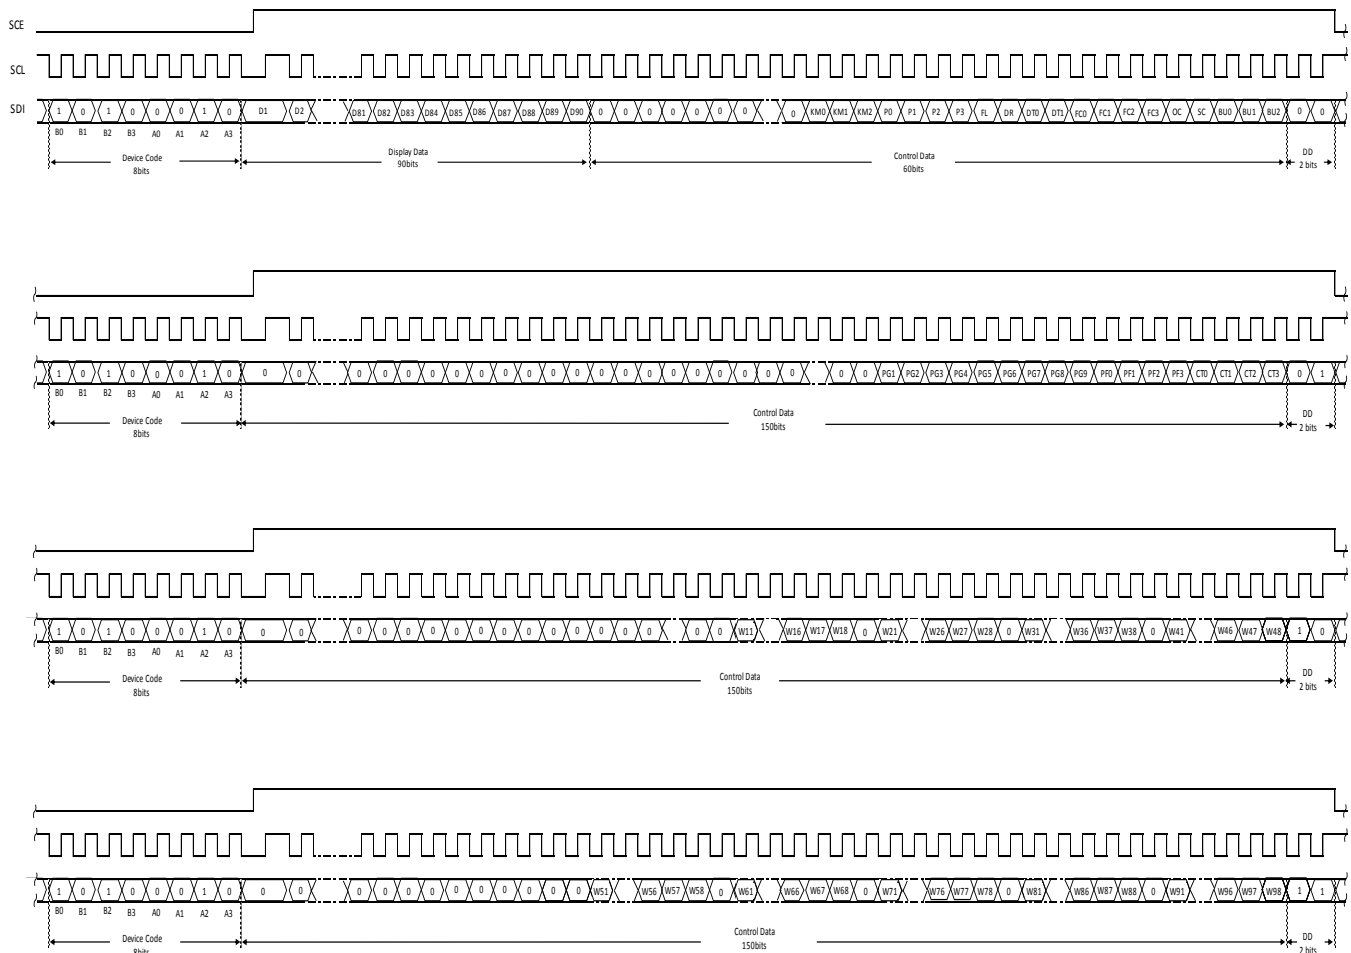 SCE
SCL
SDI 1 0 1 0 0 0 1 0 D1 D2 D81 D82 D83 D84 D85 D86 D87 D88 D89 D90 0 0 0 0 0 0 0 0 KM0 KM1 KM2 P0 P1 P2 P3 FL DR DT0 DT1 FC0 FC1 FC2 FC3 OC SC BU0 BU1 BU2 0 0
B0 B1 B2 B3 A0 A1 A2 A3
Device Code Display Data Control Data DD
8bits 90bits 60bits 2 bits
1 0 1 0 0 0 1 0 0 0 0 0 0 0 0 0 0 0 0 0 0 0 0 0 0 0 0 0 0 0 0 PG1 PG2 PG3 PG4 PG5 PG6 PG7 PG8 PG9 PF0 PF1 PF2 PF3 CT0 CT1 CT2 CT3 0 1
B0 B1 B2 B3 A0 A1 A2 A3
Device Code Control Data DD
8bits 150bits 2 bits
1 0 1 0 0 0 1 0 0 0 0 0 0 0 0 0 0 0 0 0 0 0 0 0 0 0 W11 W16 W17 W18 0 W21 W26 W27 W28 0 W31 W36 W37 W38 0 W41 W46 W47 W48 1 0
B0 B1 B2 B3 A0 A1 A2 A3
Device Code Control Data DD
8bits 150bits 2 bits
1 0 1 0 0 0 1 0 0 0 0 0 0 0 0 0 0 0 0 0 0 W51 W56 W57 W58 0 W61 W66 W67 W68 0 W71 W76 W77 W78 0 W81 W86 W87 W88 0 W91 W96 W97 W98 1 1
B0 B1 B2 B3 A0 A1 A2 A3
Device Code Control Data DD
8bits 150bits 2 bits